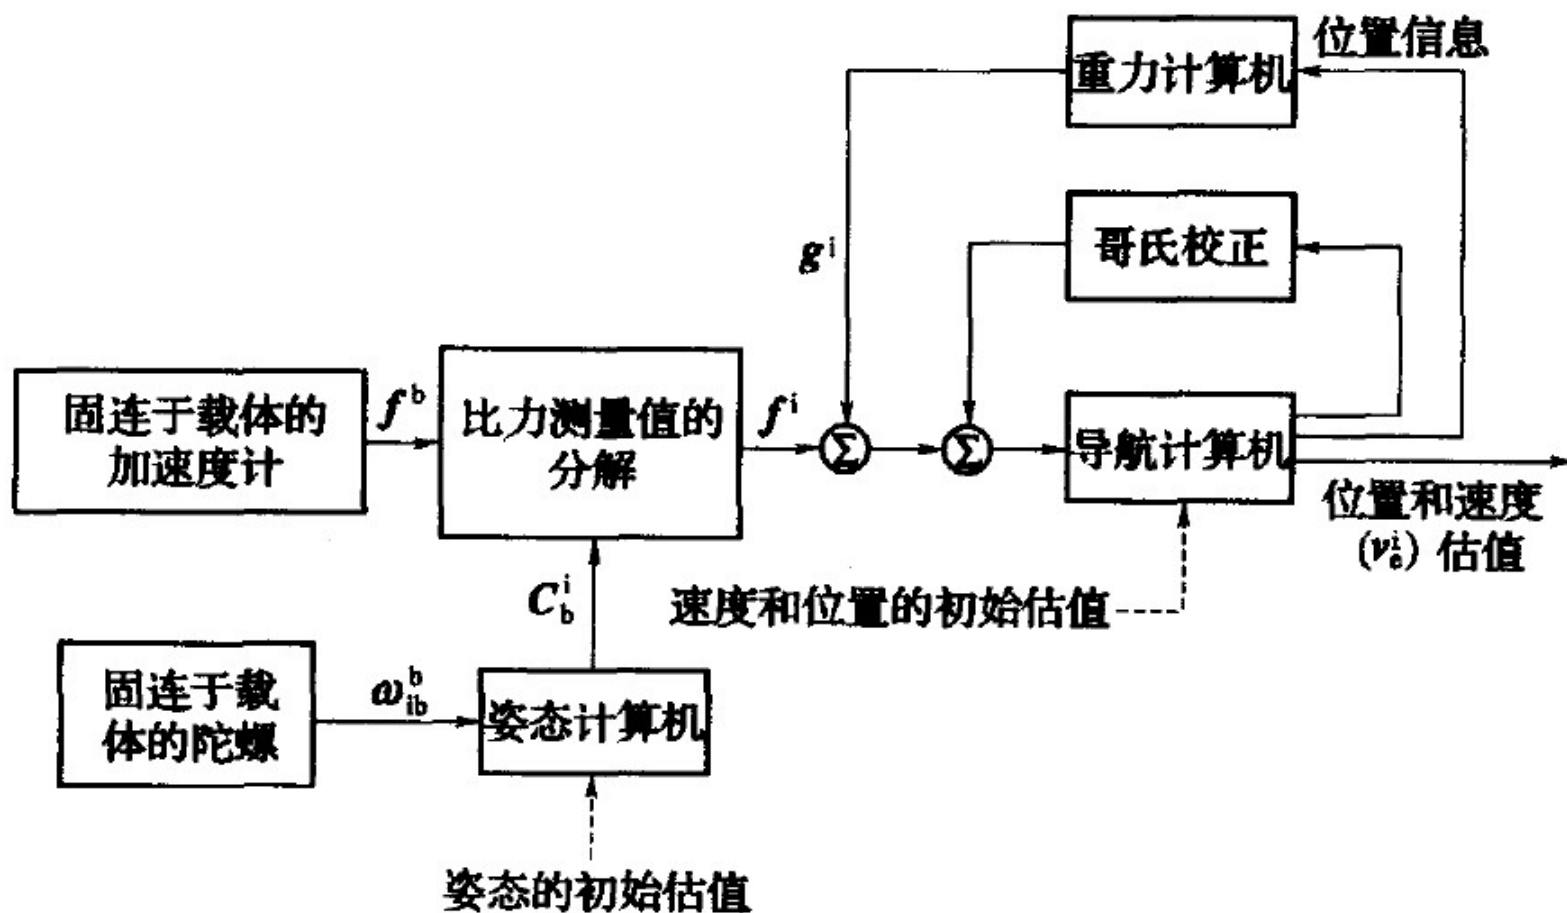 位置信息
重力计算机
g^i
哥氏校正
固连于载体的
加速度计
f^b
比力测量值的
分解
f^i
Σ
Σ
导航计算机
位置和速度
(v_e^i) 估值
C_b^i
速度和位置的初始估值
固连于载
体的陀螺
ω_ib^b
姿态计算机
姿态的初始估值